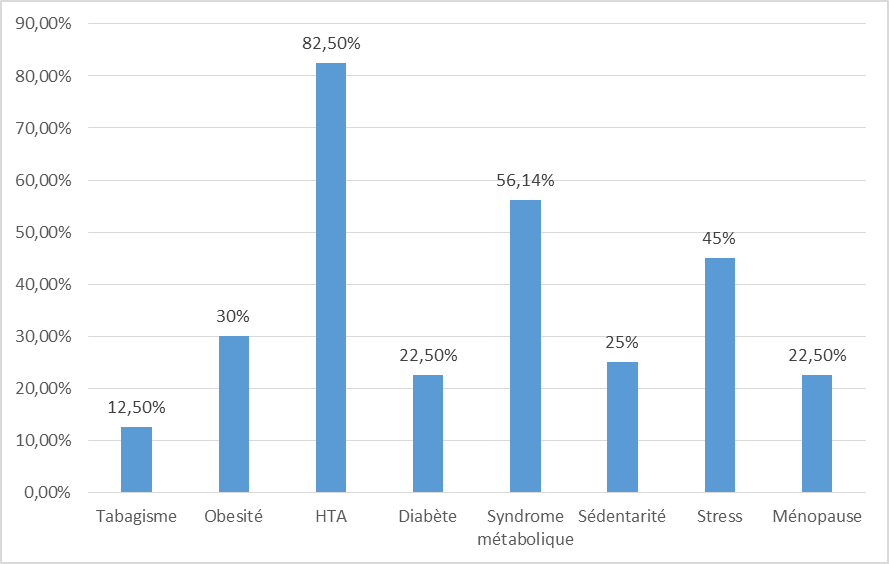 90,00%
80,00%
70,00%
60,00%
50,00%
40,00%
30,00%
20,00%
10,00%
0,00%
12,50%
30%
82,50%
22,50%
56,14%
25%
45%
22,50%
Tabagisme
Obesité
HTA
Diabète
Syndrome
métabolique
Sédentarité
Stress
Ménopause